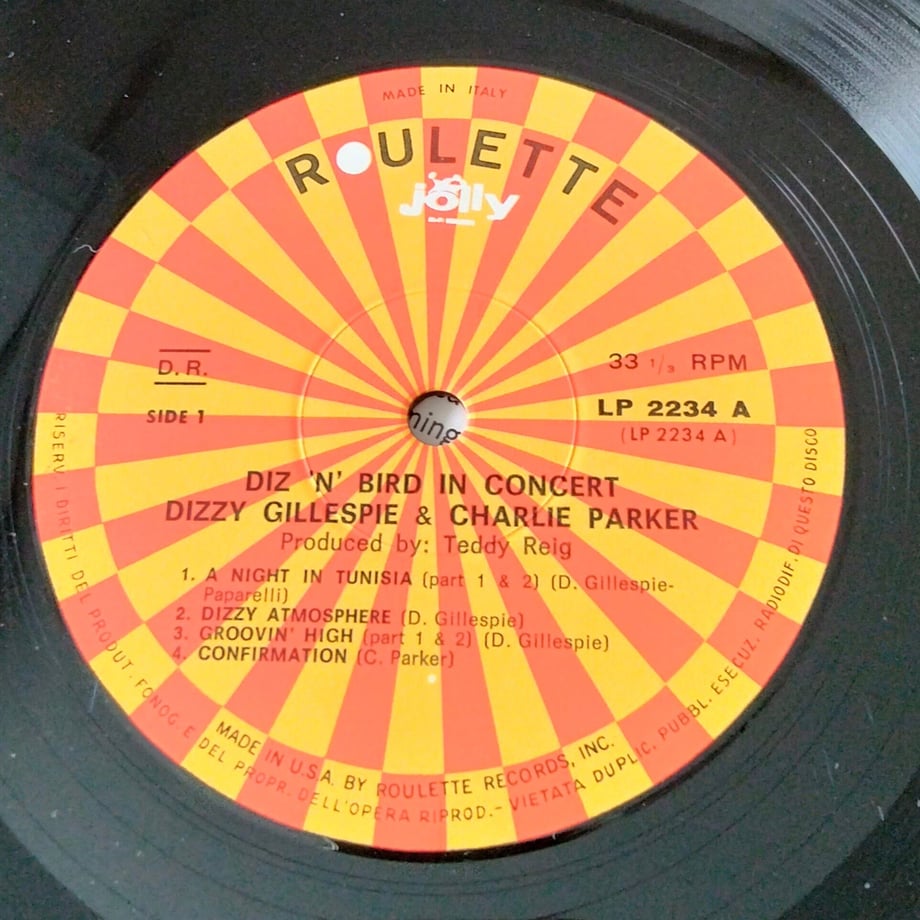 MADE IN ITALY
ROULETTE
jolly
D.R.
33 1/3 RPM
SIDE 1
LP 2234 A
(LP 2234 A)
ning
DIZ 'N' BIRD IN CONCERT
DIZZY GILLESPIE & CHARLIE PARKER
Produced by: Teddy Reig
1. A NIGHT IN TUNISIA (part 1 & 2) (D. Gillespie-
Paparelli)
2. DIZZY ATMOSPHERE (D. Gillespie)
3. GROOVIN' HIGH (part 1 & 2) (D. Gillespie)
4. CONFIRMATION (C. Parker)
MADE IN U.S.A. BY ROULETTE RECORDS, INC.
RISERV. I DIRITTI DEL PRODUT. FONOG. E DEL PROPR. DELL'OPERA RIPROD.- VIETATA DUPLIC. PUBBL. ESECUZ. RADIODIF. DI QUESTO DISCO